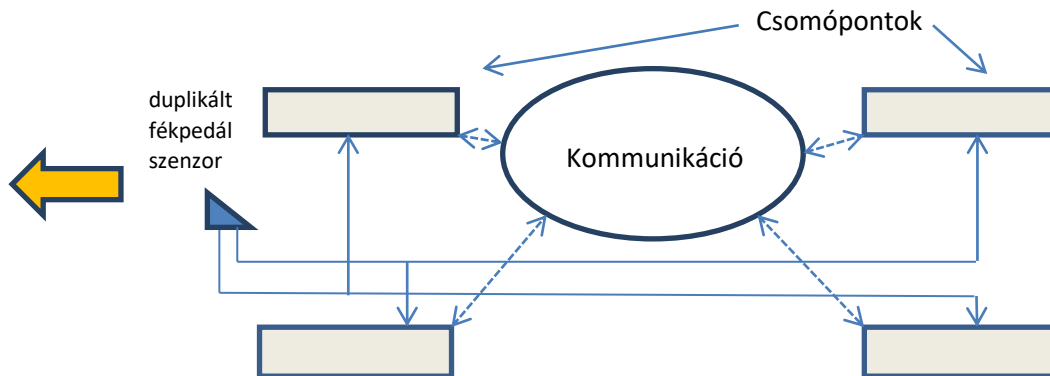 Csomópontok
duplikált
fékpedál
szenzor
Kommunikáció